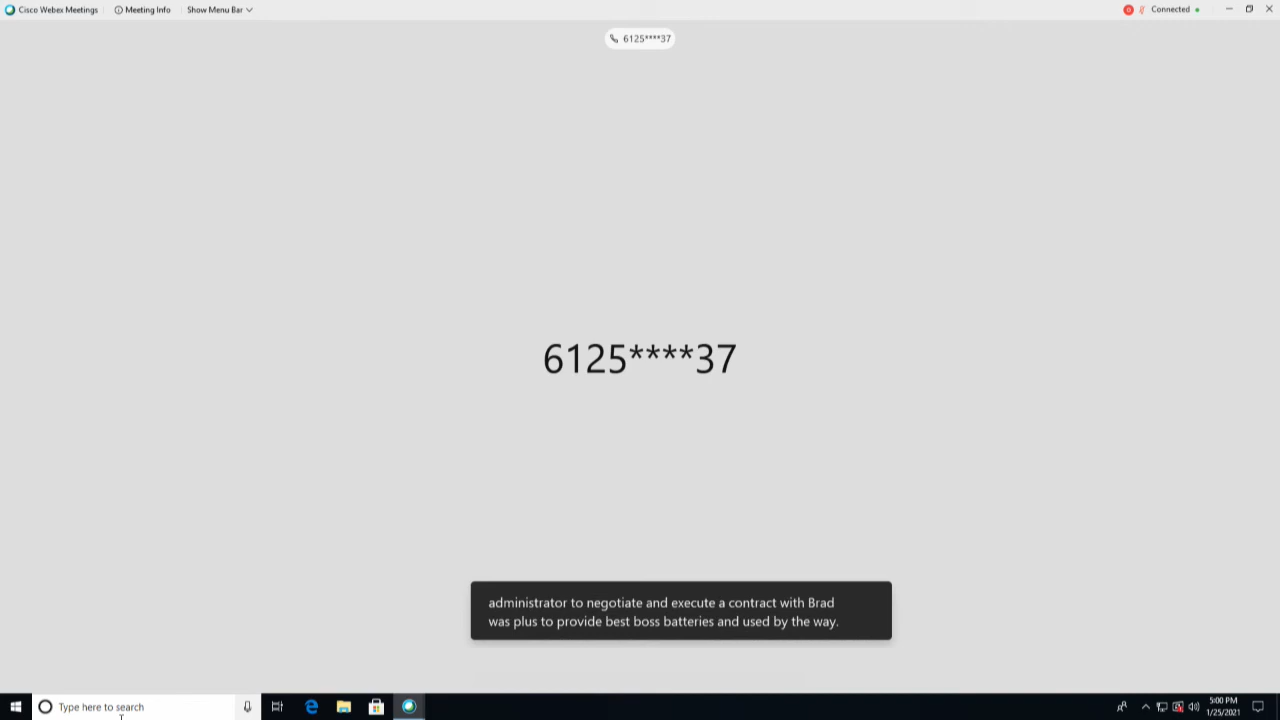 Cisco Webex Meetings
Meeting Info
Show Menu Bar
Connected
6125****37
6125****37
administrator to negotiate and execute a contract with Brad
was plus to provide best boss batteries and used by the way.
Type here to search
5:00 PM
1/25/2021